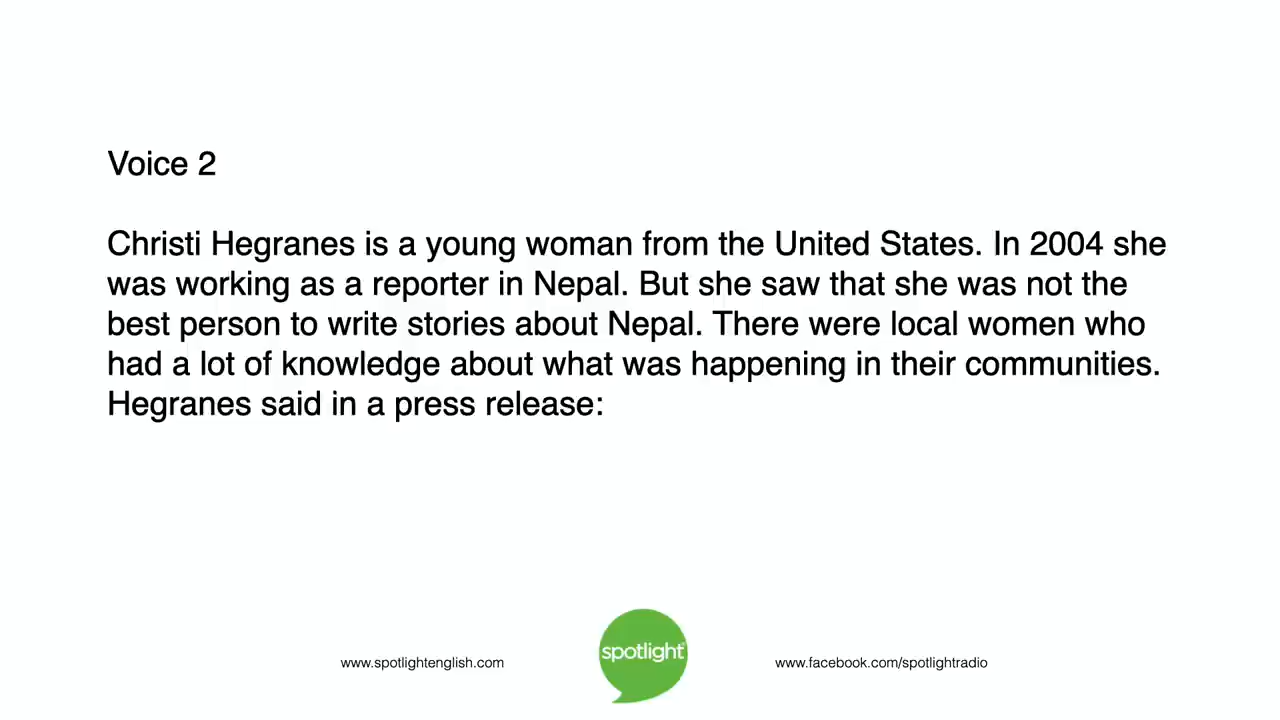 Voice 2
Christi Hegranes is a young woman from the United States. In 2004 she
was working as a reporter in Nepal. But she saw that she was not the
best person to write stories about Nepal. There were local women who
had a lot of knowledge about what was happening in their communities.
Hegranes said in a press release:
spotlight
www.spotlightenglish.com
www.facebook.com/spotlightradio